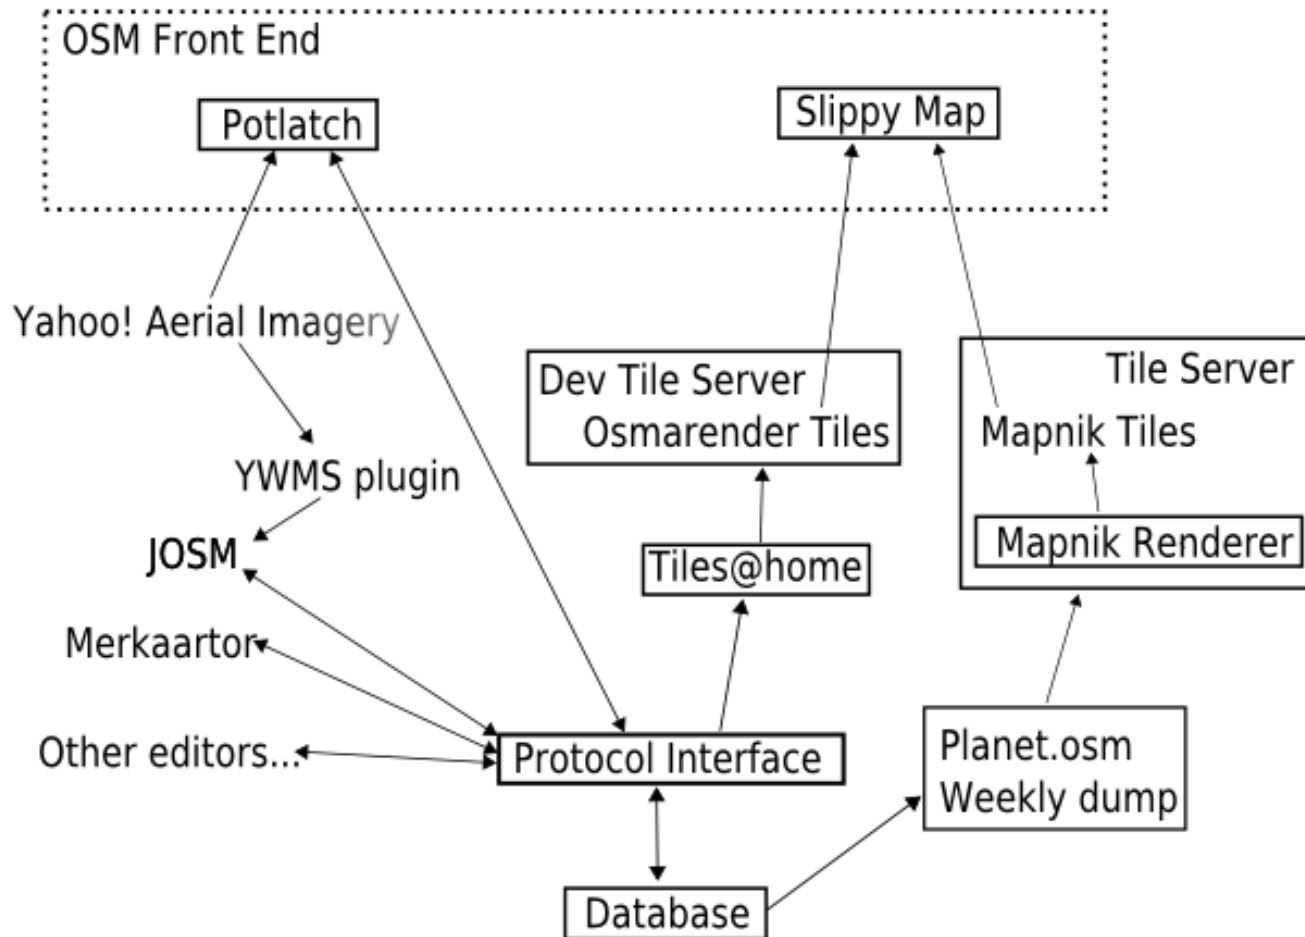 OSM Front End
Potlatch
Slippy Map
Yahoo! Aerial Imagery
Dev Tile Server
Osmarender Tiles
Tile Server
Mapnik Tiles
YWMS plugin
Mapnik Renderer
JOSM
Tiles@home
Merkaartor
Other editors...
Protocol Interface
Planet.osm
Weekly dump
Database